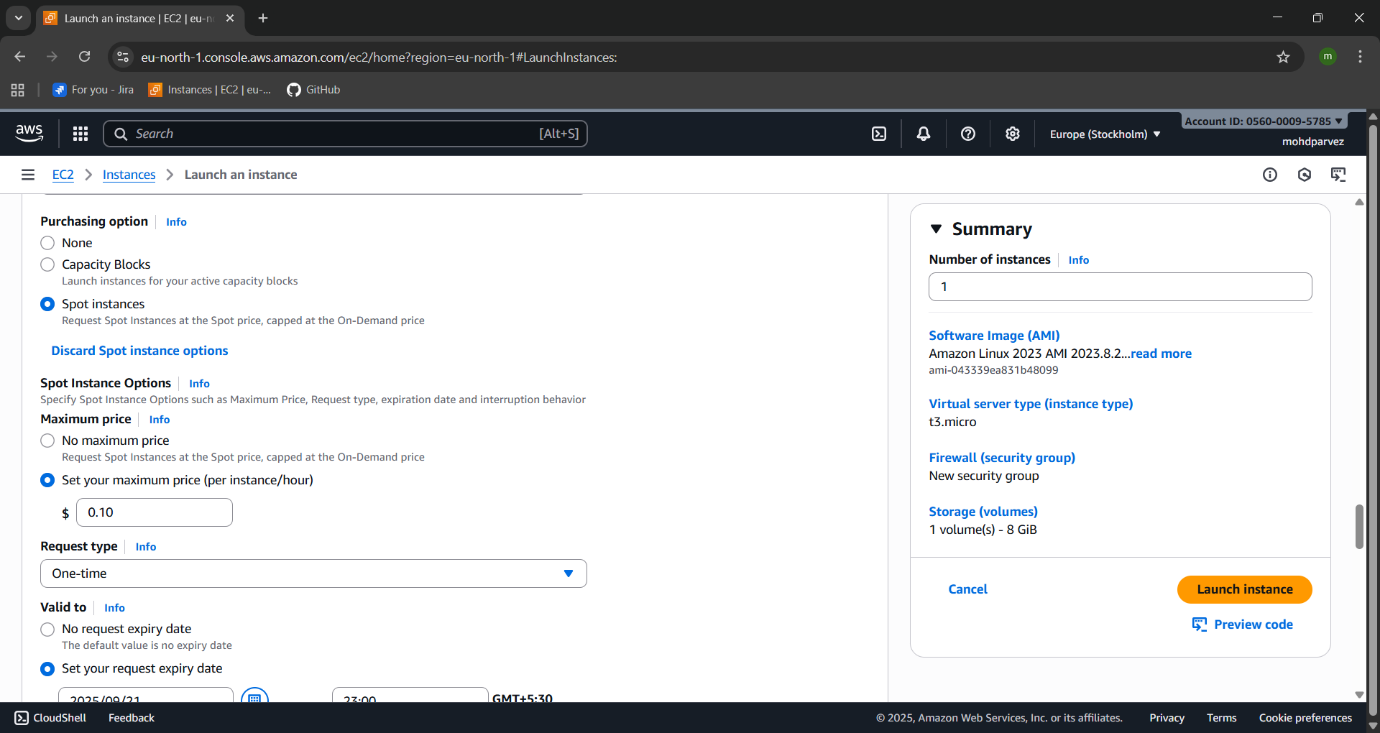 Launch an instance | EC2 | eu-n
eu-north-1.console.aws.amazon.com/ec2/home?region=eu-north-1#LaunchInstances:
m
For you - Jira
Instances | EC2 | eu-...
GitHub
aws
Search
[Alt+S]
Europe (Stockholm)
Account ID: 0560-0009-5785
mohdparvez
EC2
Instances
Launch an instance
Purchasing option
Info
None
Capacity Blocks
Launch instances for your active capacity blocks
Spot instances
Request Spot Instances at the Spot price, capped at the On-Demand price
Discard Spot instance options
Spot Instance Options
Info
Specify Spot Instance Options such as Maximum Price, Request type, expiration date and interruption behavior
Maximum price
Info
No maximum price
Request Spot Instances at the Spot price, capped at the On-Demand price
Set your maximum price (per instance/hour)
$
0.10
Request type
Info
One-time
Valid to
Info
No request expiry date
The default value is no expiry date
Set your request expiry date
2025/09/21
23:00
GMT+5:30
Summary
Number of instances
Info
1
Software Image (AMI)
Amazon Linux 2023 AMI 2023.8.2...read more
ami-043339ea831b48099
Virtual server type (instance type)
t3.micro
Firewall (security group)
New security group
Storage (volumes)
1 volume(s) - 8 GiB
Cancel
Launch instance
Preview code
CloudShell
Feedback
© 2025, Amazon Web Services, Inc. or its affiliates.
Privacy
Terms
Cookie preferences